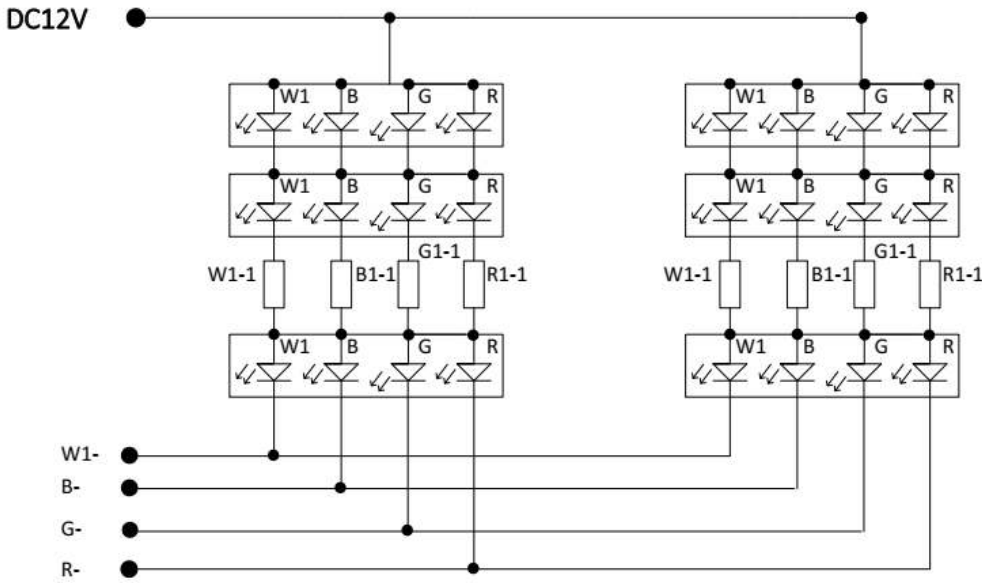 DC12V
W1 B G R W1 B G R
W1 B G R W1 B G R
G1-1 G1-1
W1-1 B1-1 R1-1 W1-1 B1-1 R1-1
W1 B G R W1 B G R
W1-
B-
G-
R-